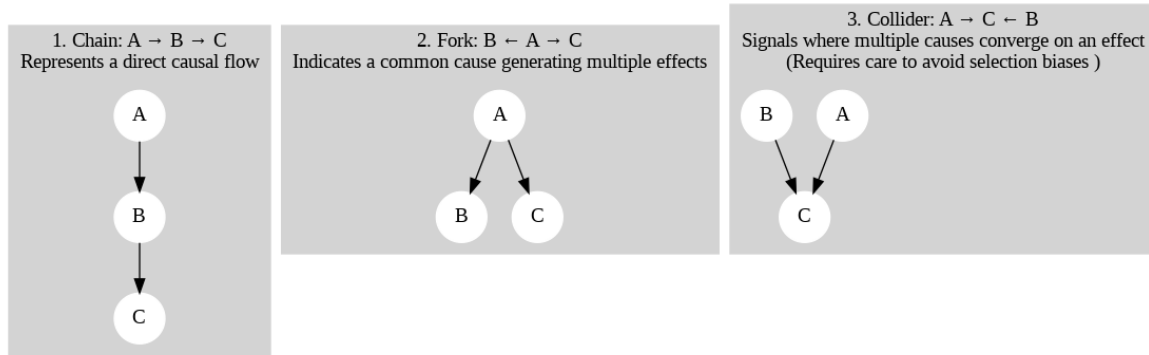 1. Chain: A → B → C
Represents a direct causal flow
A
B
C
2. Fork: B ← A → C
Indicates a common cause generating multiple effects
A
B
C
3. Collider: A → C ← B
Signals where multiple causes converge on an effect
(Requires care to avoid selection biases )
B
A
C